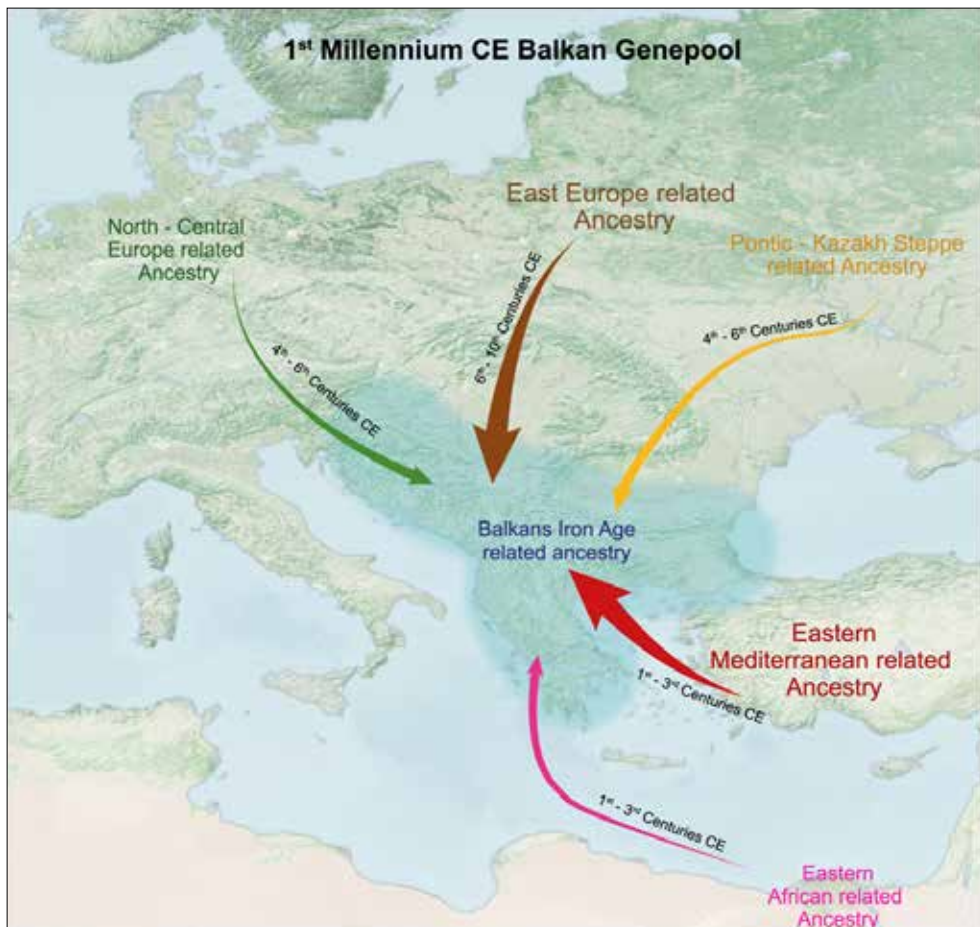 1st Millennium CE Balkan Genepool
East Europe related
Ancestry
North - Central
Europe related
Ancestry
Pontic - Kazakh Steppe
related Ancestry
4th - 6th Centuries CE
6th - 10th Centuries CE
4th - 6th Centuries CE
Balkans Iron Age
related ancestry
Eastern
Mediterranean related
Ancestry
1st - 3rd Centuries CE
1st - 3rd Centuries CE
Eastern
African related
Ancestry